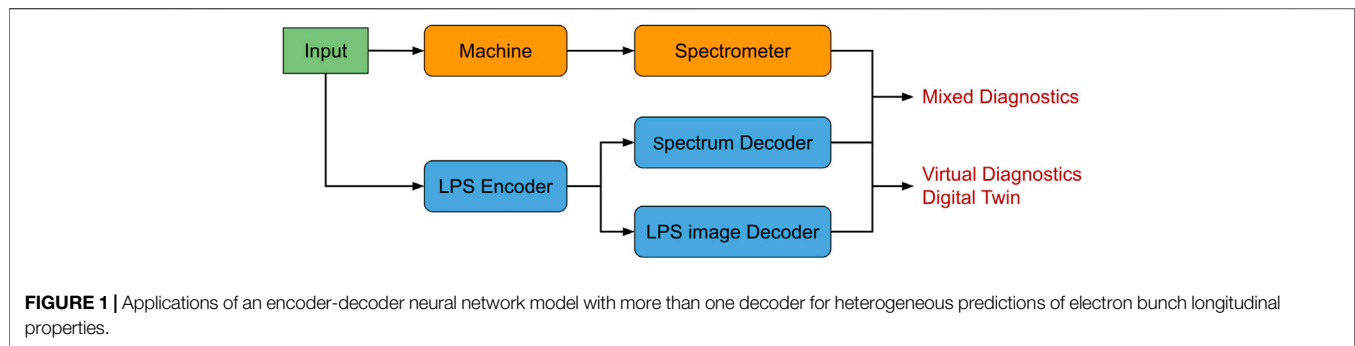 Input
Machine
Spectrometer
Mixed Diagnostics
Spectrum Decoder
LPS Encoder
Virtual Diagnostics
Digital Twin
LPS image Decoder
FIGURE 1 | Applications of an encoder-decoder neural network model with more than one decoder for heterogeneous predictions of electron bunch longitudinal
properties.